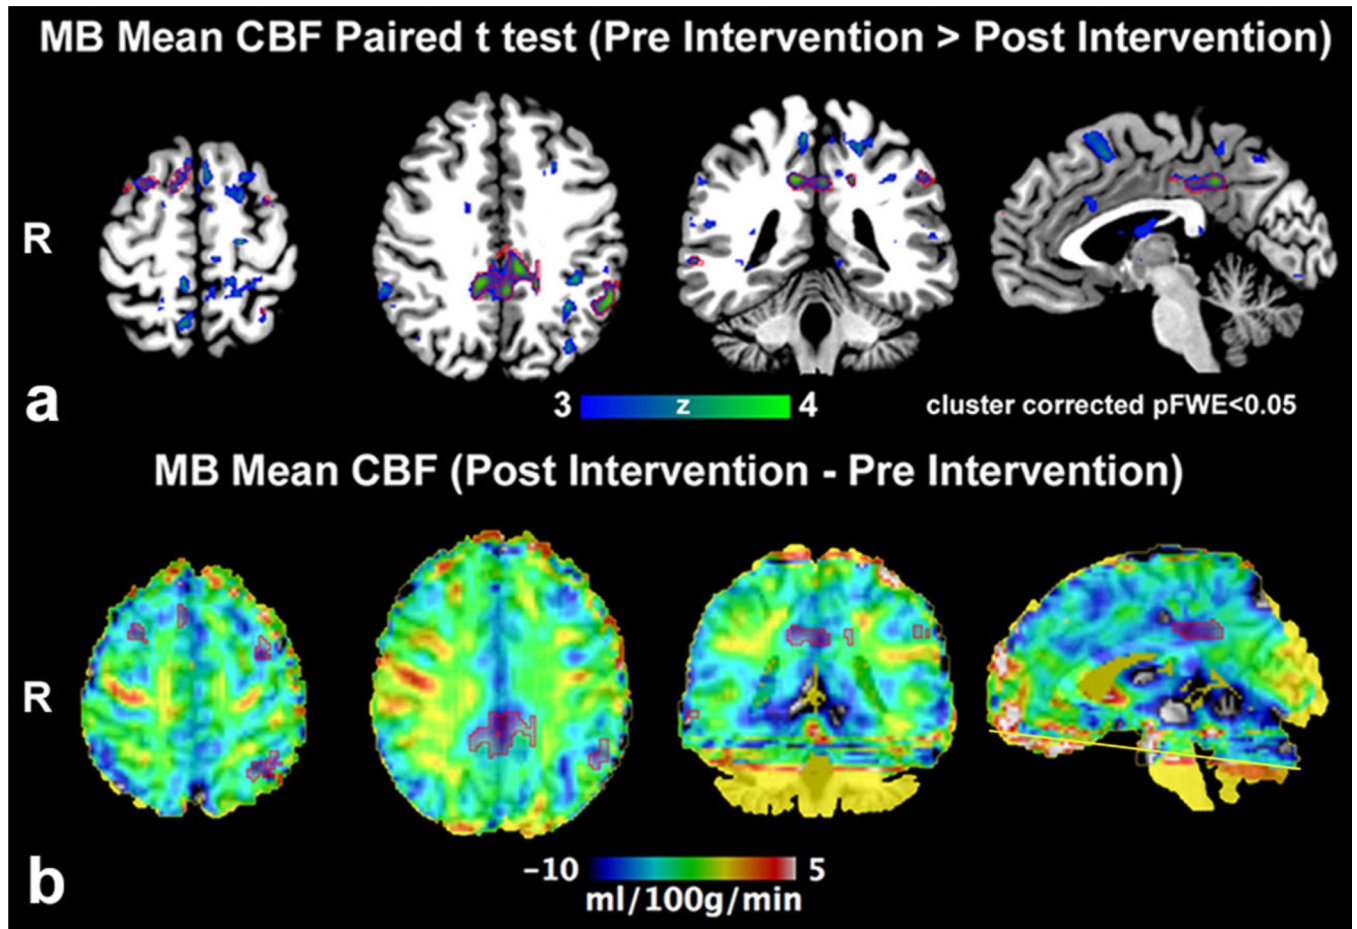 MB Mean CBF Paired t test (Pre Intervention > Post Intervention)
R
a
3 z 4
cluster corrected pFWE<0.05
MB Mean CBF (Post Intervention - Pre Intervention)
R
b
−10 5
ml/100g/min